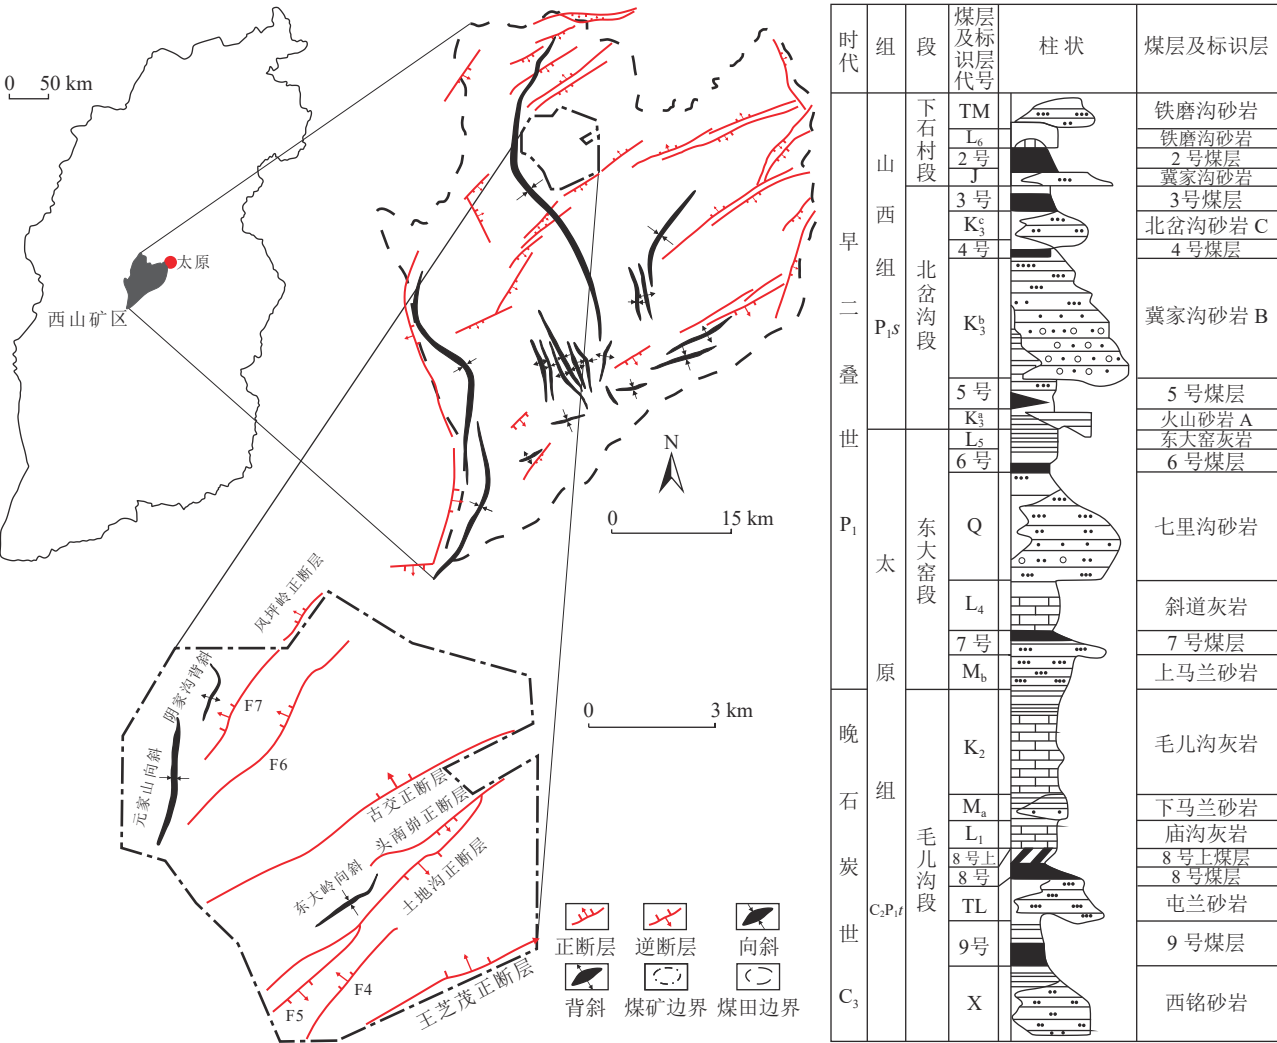 0 50 km
太原
西山矿区
N
0 15 km
风坪岭正断层
阴家沟背斜
F7
元家山向斜
F6
0 3 km
古交正断层
头南峁正断层
东大岭向斜
土地沟正断层
F4
F5
王芝茂正断层
正断层 逆断层 向斜
背斜 煤矿边界 煤田边界
时代 组 段 煤层及标识层代号 柱状 煤层及标识层
早二叠世 P₁
晚石炭世 C₃
山西组 P₁s
太原组 C₂P₁t
下石村段
北岔沟段
东大窑段
毛儿沟段
TM 铁磨沟砂岩
L₆ 铁磨沟砂岩
2 号 2 号煤层
J 冀家沟砂岩
3 号 3号煤层
K₃ᶜ 北岔沟砂岩 C
4 号 4 号煤层
K₃ᵇ 冀家沟砂岩 B
5 号 5 号煤层
K₃ᵃ 火山砂岩 A
L₅ 东大窑灰岩
6 号 6 号煤层
Q 七里沟砂岩
L₄ 斜道灰岩
7 号 7 号煤层
M_b 上马兰砂岩
K₂ 毛儿沟灰岩
Mₐ 下马兰砂岩
L₁ 庙沟灰岩
8 号上 8 号上煤层
8 号 8 号煤层
TL 屯兰砂岩
9号 9 号煤层
X 西铭砂岩